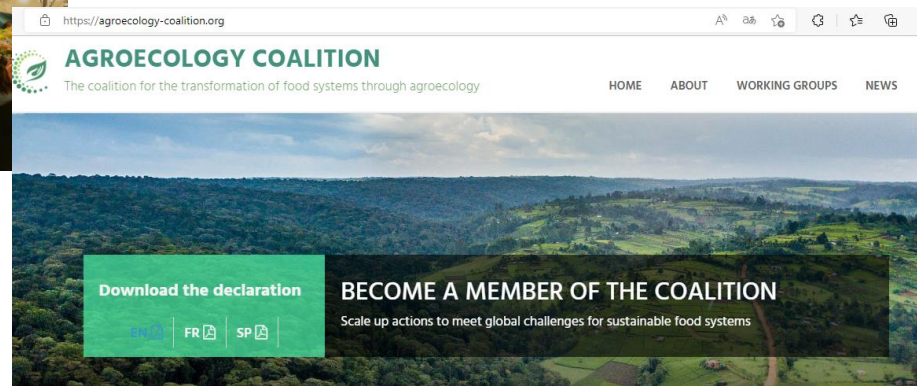 https://agroecology-coalition.org
AGROECOLOGY COALITION
The coalition for the transformation of food systems through agroecology
HOME ABOUT WORKING GROUPS NEWS
Download the declaration
EN FR SP
BECOME A MEMBER OF THE COALITION
Scale up actions to meet global challenges for sustainable food systems